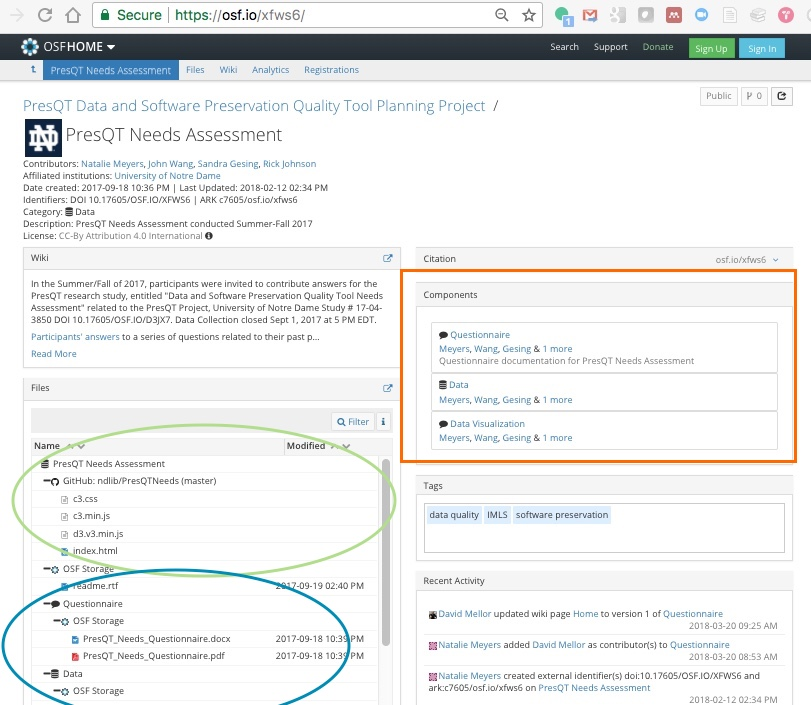 Secure https://osf.io/xfws6/
1
OSFHOME
Search Support Donate Sign Up Sign In
PresQT Needs Assessment Files Wiki Analytics Registrations
Public 0
PresQT Data and Software Preservation Quality Tool Planning Project /
PresQT Needs Assessment
Contributors: Natalie Meyers, John Wang, Sandra Gesing, Rick Johnson
Affiliated institutions: University of Notre Dame
Date created: 2017-09-18 10:36 PM | Last Updated: 2018-02-12 02:34 PM
Identifiers: DOI 10.17605/OSF.IO/XFWS6 | ARK c7605/osf.io/xfws6
Category: Data
Description: PresQT Needs Assessment conducted Summer-Fall 2017
License: CC-By Attribution 4.0 International
Wiki
In the Summer/Fall of 2017, participants were invited to contribute answers for the
PresQT research study, entitled "Data and Software Preservation Quality Tool Needs
Assessment" related to the PresQT Project, University of Notre Dame Study # 17-04-
3850 DOI 10.17605/OSF.IO/D3JX7. Data Collection closed Sept 1, 2017 at 5 PM EDT.
Participants' answers to a series of questions related to their past p...
Read More
Files
Filter
Name Modified
PresQT Needs Assessment
GitHub: ndlib/PresQTNeeds (master)
c3.css
c3.min.js
d3.v3.min.js
index.html
OSF Storage
readme.rtf 2017-09-19 02:40 PM
Questionnaire
OSF Storage
PresQT_Needs_Questionnaire.docx 2017-09-18 10:39 PM
PresQT_Needs_Questionnaire.pdf 2017-09-18 10:39 PM
Data
OSF Storage
Citation osf.io/xfws6
Components
Questionnaire
Meyers, Wang, Gesing & 1 more
Questionnaire documentation for PresQT Needs Assessment
Data
Meyers, Wang, Gesing & 1 more
Data Visualization
Meyers, Wang, Gesing & 1 more
Tags
data quality IMLS software preservation
Recent Activity
David Mellor updated wiki page Home to version 1 of Questionnaire
2018-03-20 09:25 AM
Natalie Meyers added David Mellor as contributor(s) to Questionnaire
2018-03-20 08:53 AM
Natalie Meyers created external identifier(s) doi:10.17605/OSF.IO/XFWS6 and
ark:c7605/osf.io/xfws6 on PresQT Needs Assessment
2018-02-12 02:34 PM